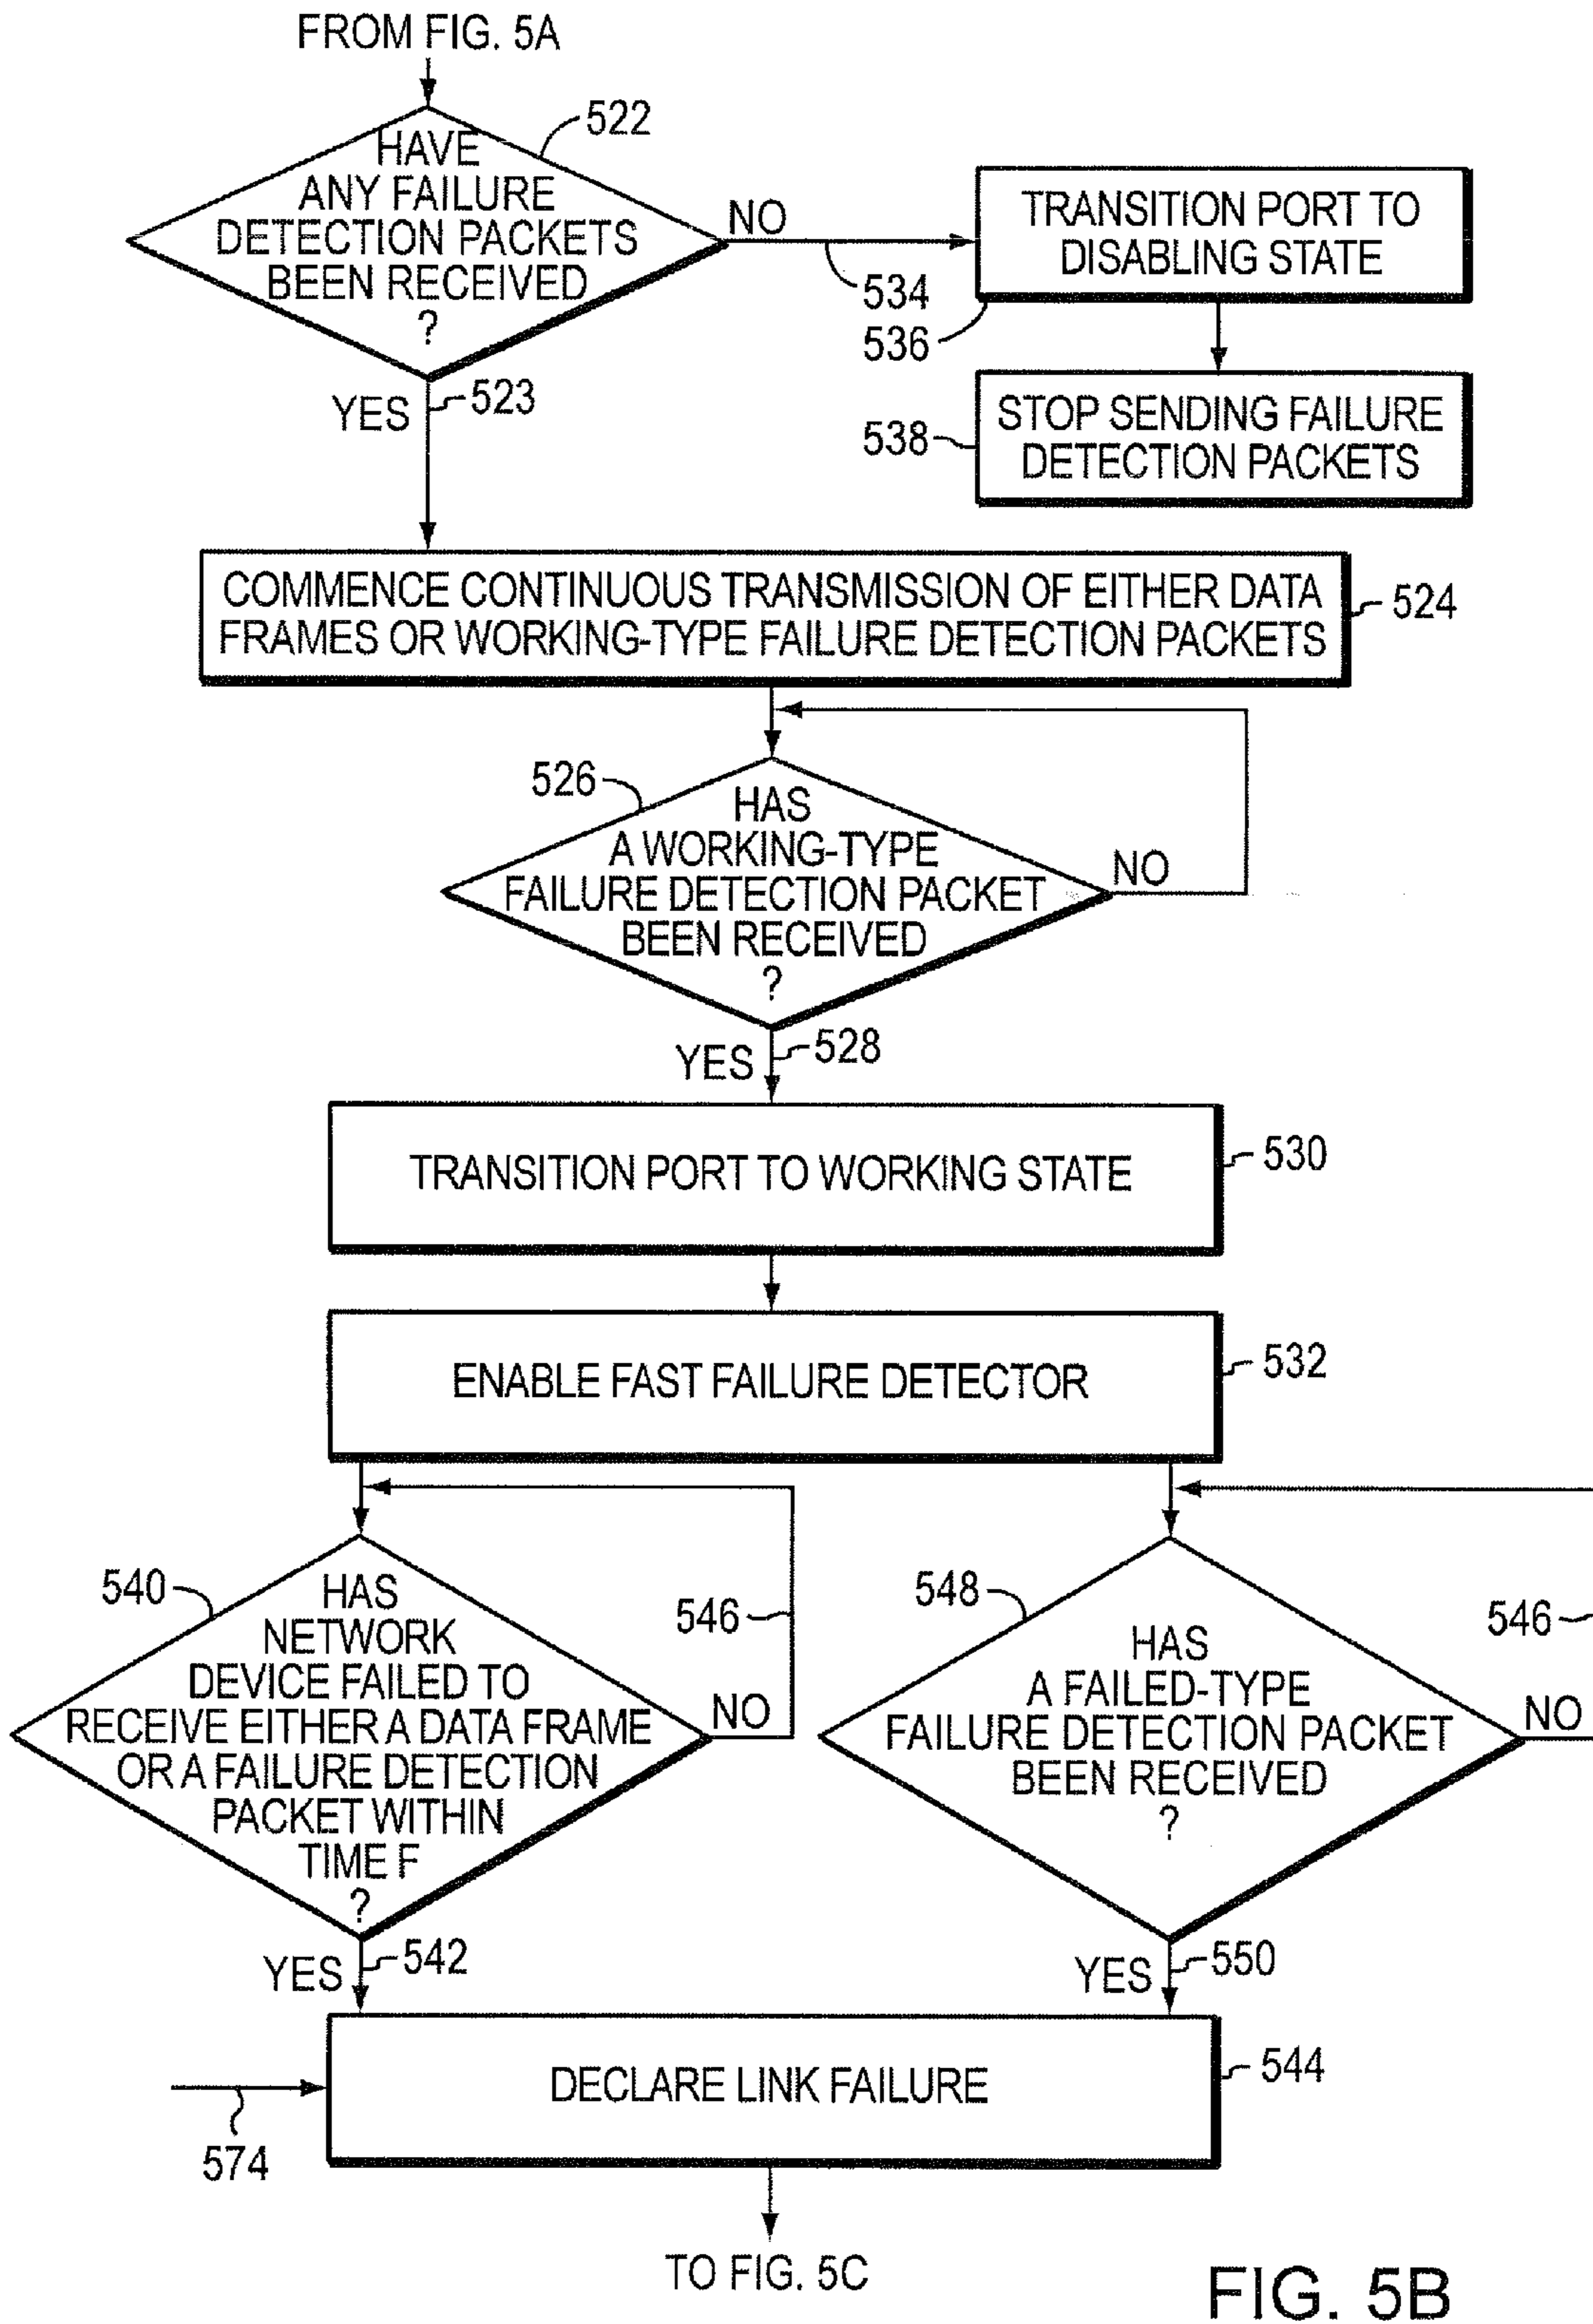 FROM FIG. 5A
522
HAVE
ANY FAILURE
DETECTION PACKETS
BEEN RECEIVED
?
NO
534
TRANSITION PORT TO
DISABLING STATE
536
YES
523
538
STOP SENDING FAILURE
DETECTION PACKETS
COMMENCE CONTINUOUS TRANSMISSION OF EITHER DATA
FRAMES OR WORKING-TYPE FAILURE DETECTION PACKETS
524
526
HAS
A WORKING-TYPE
FAILURE DETECTION PACKET
BEEN RECEIVED
?
NO
YES
528
TRANSITION PORT TO WORKING STATE
530
ENABLE FAST FAILURE DETECTOR
532
540
HAS
NETWORK
DEVICE FAILED TO
RECEIVE EITHER A DATA FRAME
OR A FAILURE DETECTION
PACKET WITHIN
TIME F
?
546
NO
548
HAS
A FAILED-TYPE
FAILURE DETECTION PACKET
BEEN RECEIVED
?
546
NO
YES
542
YES
550
DECLARE LINK FAILURE
544
574
TO FIG. 5C
FIG. 5B